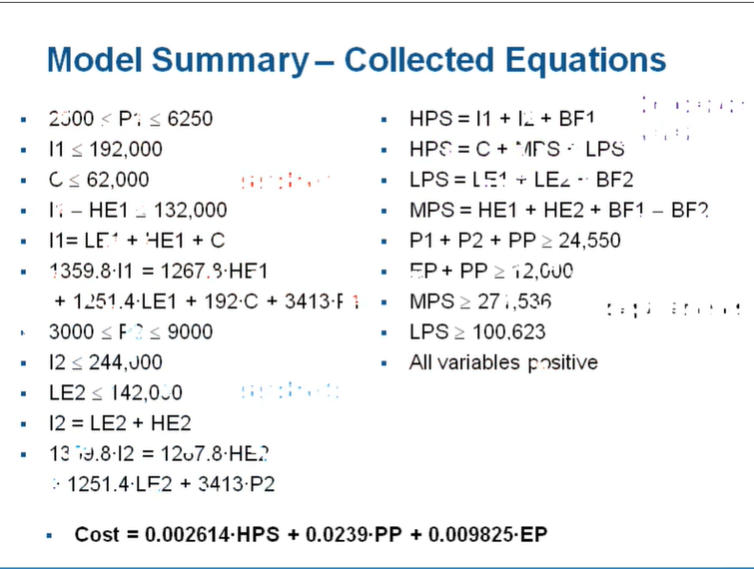 Model Summary – Collected Equations
2500 ≤ P1 ≤ 6250
I1 ≤ 192,000
C ≤ 62,000
I1 – HE1 ≤ 132,000
I1= LE1 + HE1 + C
1359.8·I1 = 1267.8·HE1
+ 1251.4·LE1 + 192·C + 3413·P1
3000 ≤ P2 ≤ 9000
I2 ≤ 244,000
LE2 ≤ 142,000
I2 = LE2 + HE2
1359.8·I2 = 1267.8·HE2
+ 1251.4·LE2 + 3413·P2
HPS = I1 + I2 + BF1
HPS = C + MPS + LPS
LPS = LE1 + LE2 + BF2
MPS = HE1 + HE2 + BF1 – BF2
P1 + P2 + PP ≥ 24,550
EP + PP ≥ 12,000
MPS ≥ 271,536
LPS ≥ 100,623
All variables positive
Cost = 0.002614·HPS + 0.0239·PP + 0.009825·EP